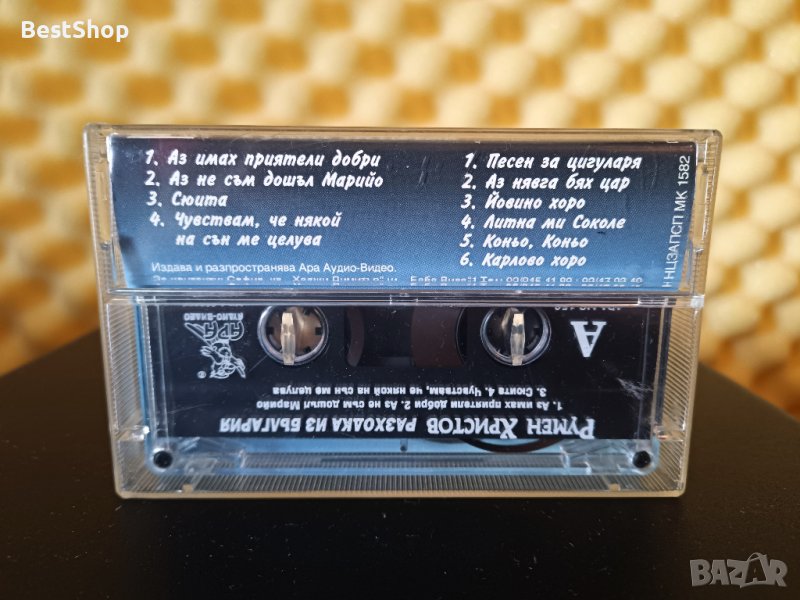 BestShop
1. Аз имах приятели добри
2. Аз не съм дошъл Марийо
3. Сюита
4. Чувствам, че някой
на сън ме целува
Издава и разпространява Ара Аудио-Видео.
1. Песен за цигуларя
2. Аз нявга бях цар
3. Йовино хоро
4. Литна ми Соколе
5. Коньо, Коньо
6. Карлово хоро
НЦЗАПСП МК 1582
АРА
АУДИО-ВИДЕО
®
A
3. Сюита 4. Чувствам, че някой на сън ме целува
1. Аз имах приятели добри 2. Аз не съм дошъл Марийо
РУМЕН ХРИСТОВ РАЗХОДКА ИЗ БЪЛГАРИЯ
BAZAR